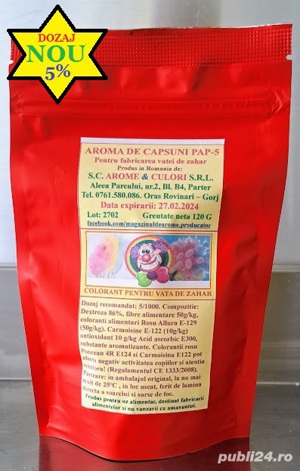 DOZAJ
NOU
5%
AROMA DE CAPSUNI PAP-5
Pentru fabricarea vatei de zahar
Produs in Romania de:
S.C. AROME & CULORI S.R.L.
Aleea Parcului, nr.2, Bl. B4, Parter
Tel. 0761.580.086. Oras Rovinari - Gorj
Data expirarii: 27.02.2024
Lot: 2702 Greutate neta 120 G
facebook.com/magazinuldearome.producator
COLORANT PENTRU VATA DE ZAHAR
Dozaj recomandat: 5/1000. Compozitie:
Dextroza 86%, fibre alimentare 50g/kg,
coloranti alimentari Rosu Allura E-129
(50g/kg). Carmoisine E-122 (10g/kg)
antioxidant 10 g/kg Acid ascorbic E300,
substante aromatizante. Colorantii rosu
Ponceau 4R E124 si Carmoisina E122 pot
afecta negativ activitatea copiilor si atentia
acestora! (Regulamentul CE 1333/2008).
Pastrare: in ambalajul original, la nu mai
mult de 25°C , in loc uscat, ferit de lumina
directa a soarelui si surse de foc.
Produs pentru uz alimentar, destinat fabricarii
alimentelor si nu vanzarii cu amanuntul.
publi24.ro